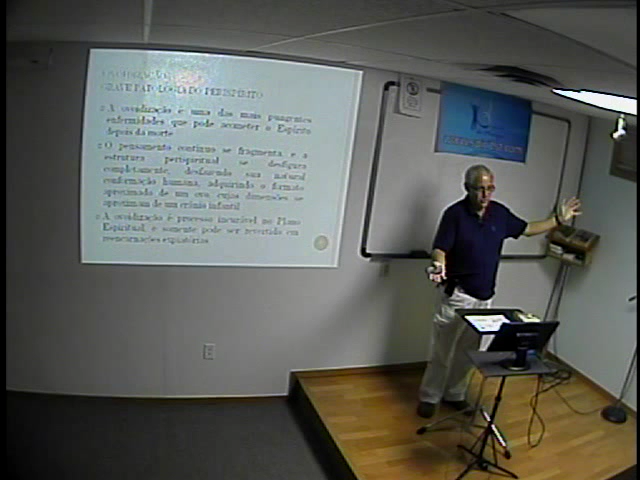 OVOIDIZAÇÃO
GRAVE PATOLOGIA DO PERISPÍRITO
A ovoidização é uma das mais pungentes
enfermidades que pode acometer o Espírito
depois da morte
O pensamento contínuo se fragmenta, e a
estrutura perispiritual se desfigura
completamente, desfazendo sua natural
conformação humana, adquirindo o formato
aproximado de um ovo, cujas dimensões se
aproximam de um crânio infantil
A ovoidização é processo incurável no Plano
Espiritual, e somente pode ser revertida em
reencarnações expiatórias